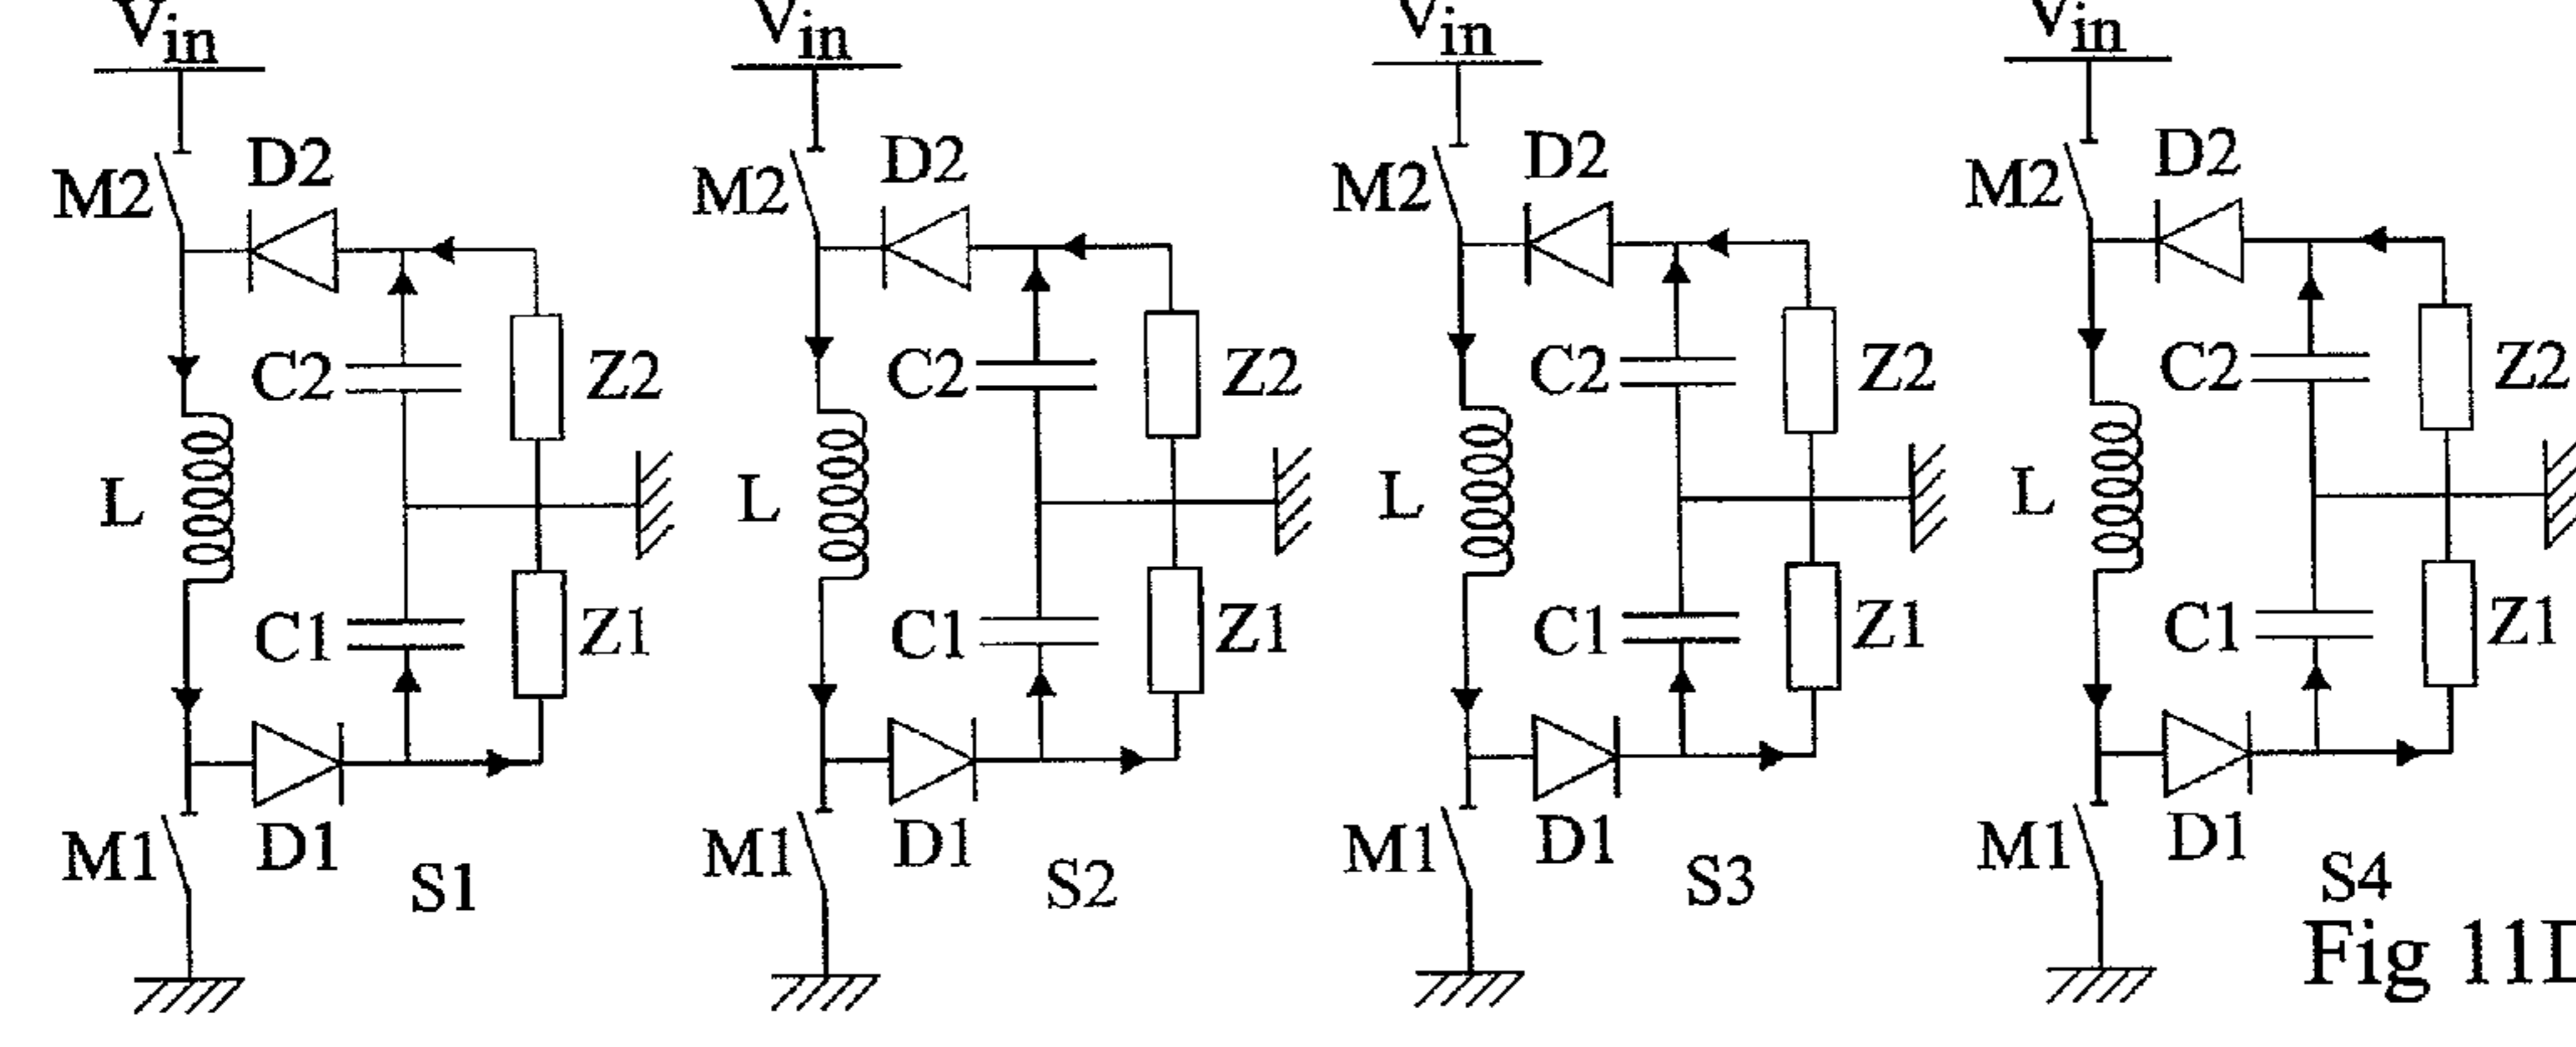 Vin Vin Vin Vin
D2 D2 D2 D2
M2 M2 M2 M2
C2 Z2 C2 Z2 C2 Z2 C2 Z2
L L L L
C1 Z1 C1 Z1 C1 Z1 C1 Z1
M1 D1 M1 D1 M1 D1 M1 D1
S1 S2 S3 S4
Fig 11D